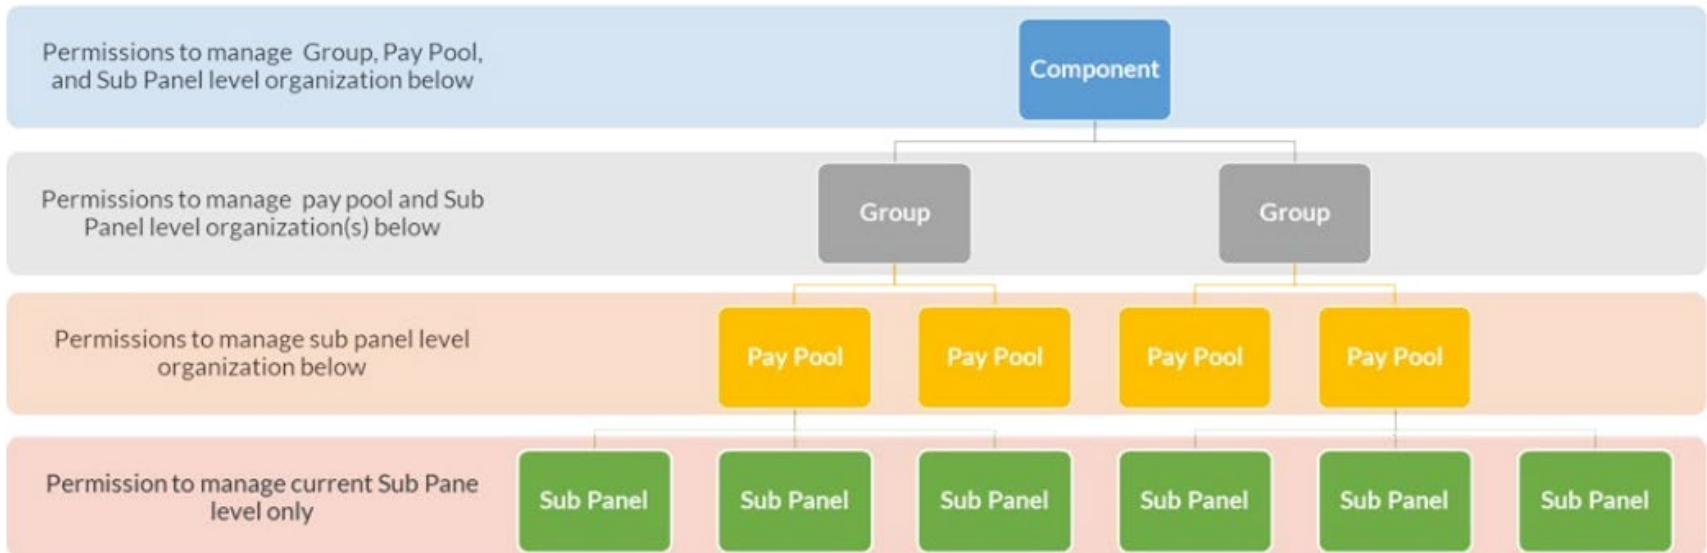 Permissions to manage Group, Pay Pool,
and Sub Panel level organization below
Component
Permissions to manage pay pool and Sub
Panel level organization(s) below
Group
Group
Permissions to manage sub panel level
organization below
Pay Pool
Pay Pool
Pay Pool
Pay Pool
Permission to manage current Sub Pane
level only
Sub Panel
Sub Panel
Sub Panel
Sub Panel
Sub Panel
Sub Panel